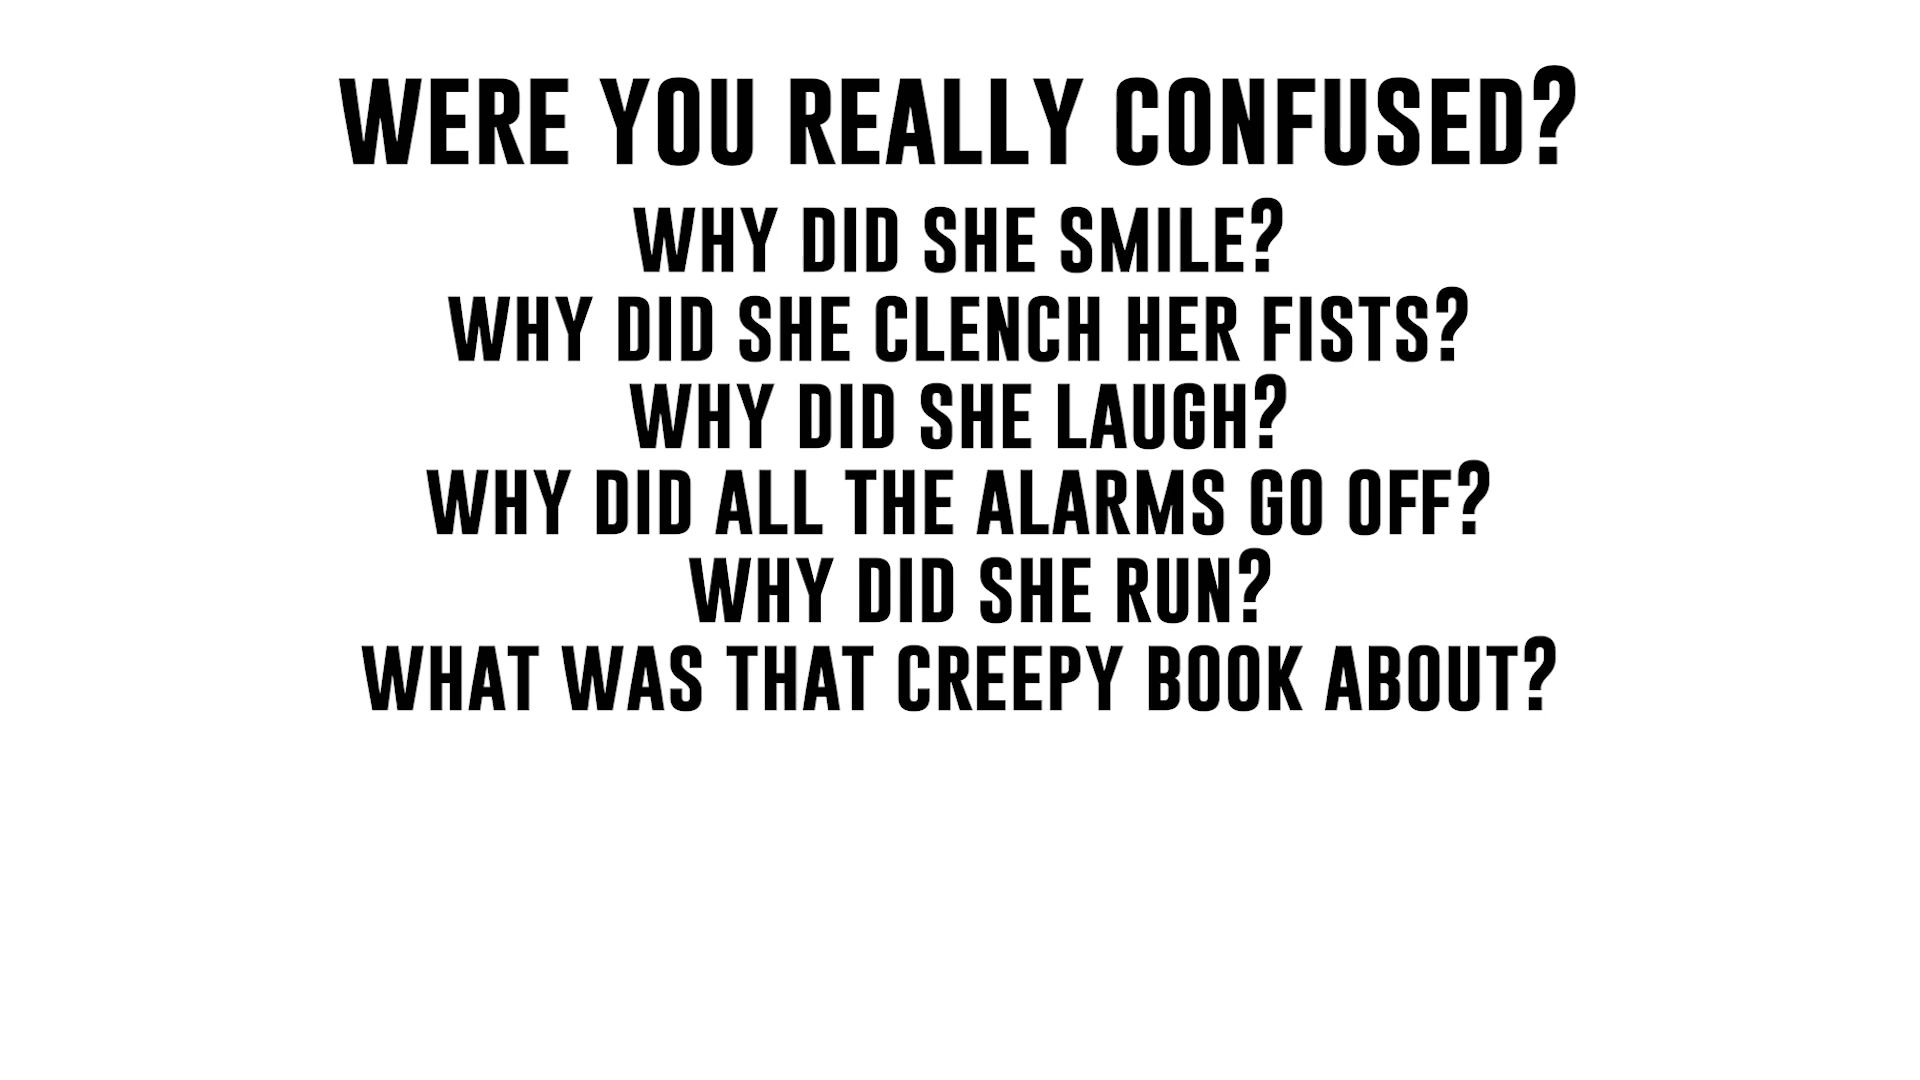 WERE YOU REALLY CONFUSED?
WHY DID SHE SMILE?
WHY DID SHE CLENCH HER FISTS?
WHY DID SHE LAUGH?
WHY DID ALL THE ALARMS GO OFF?
WHY DID SHE RUN?
WHAT WAS THAT CREEPY BOOK ABOUT?